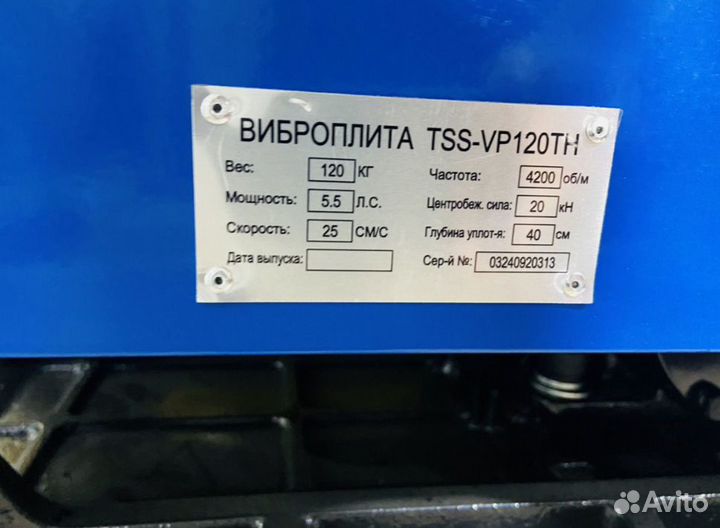 ВИБРОПЛИТА TSS-VP120TH
Вес: 120 КГ Частота: 4200 об/м
Мощность: 5.5 Л.С. Центробеж. сила: 20 кН
Скорость: 25 СМ/С Глубина уплот-я: 40 см
Дата выпуска: Сер-й №: 03240920313
Avito